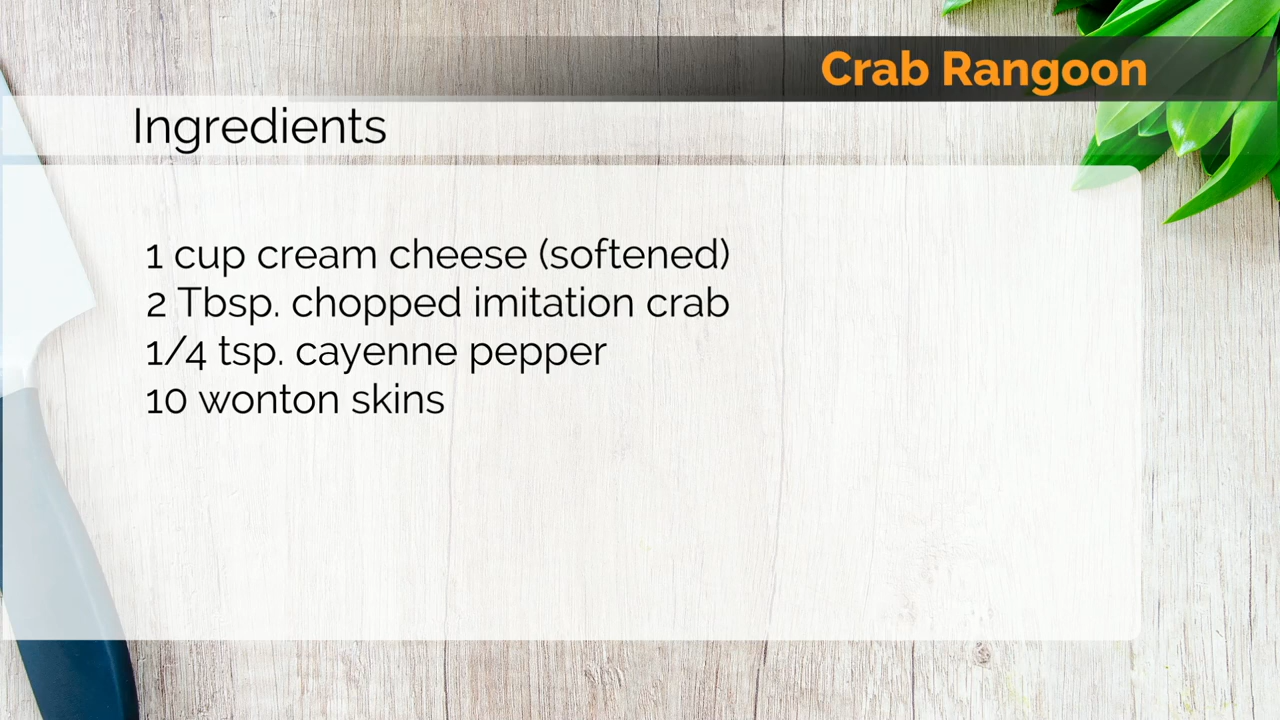 Crab Rangoon
Ingredients
1 cup cream cheese (softened)
2 Tbsp. chopped imitation crab
1/4 tsp. cayenne pepper
10 wonton skins